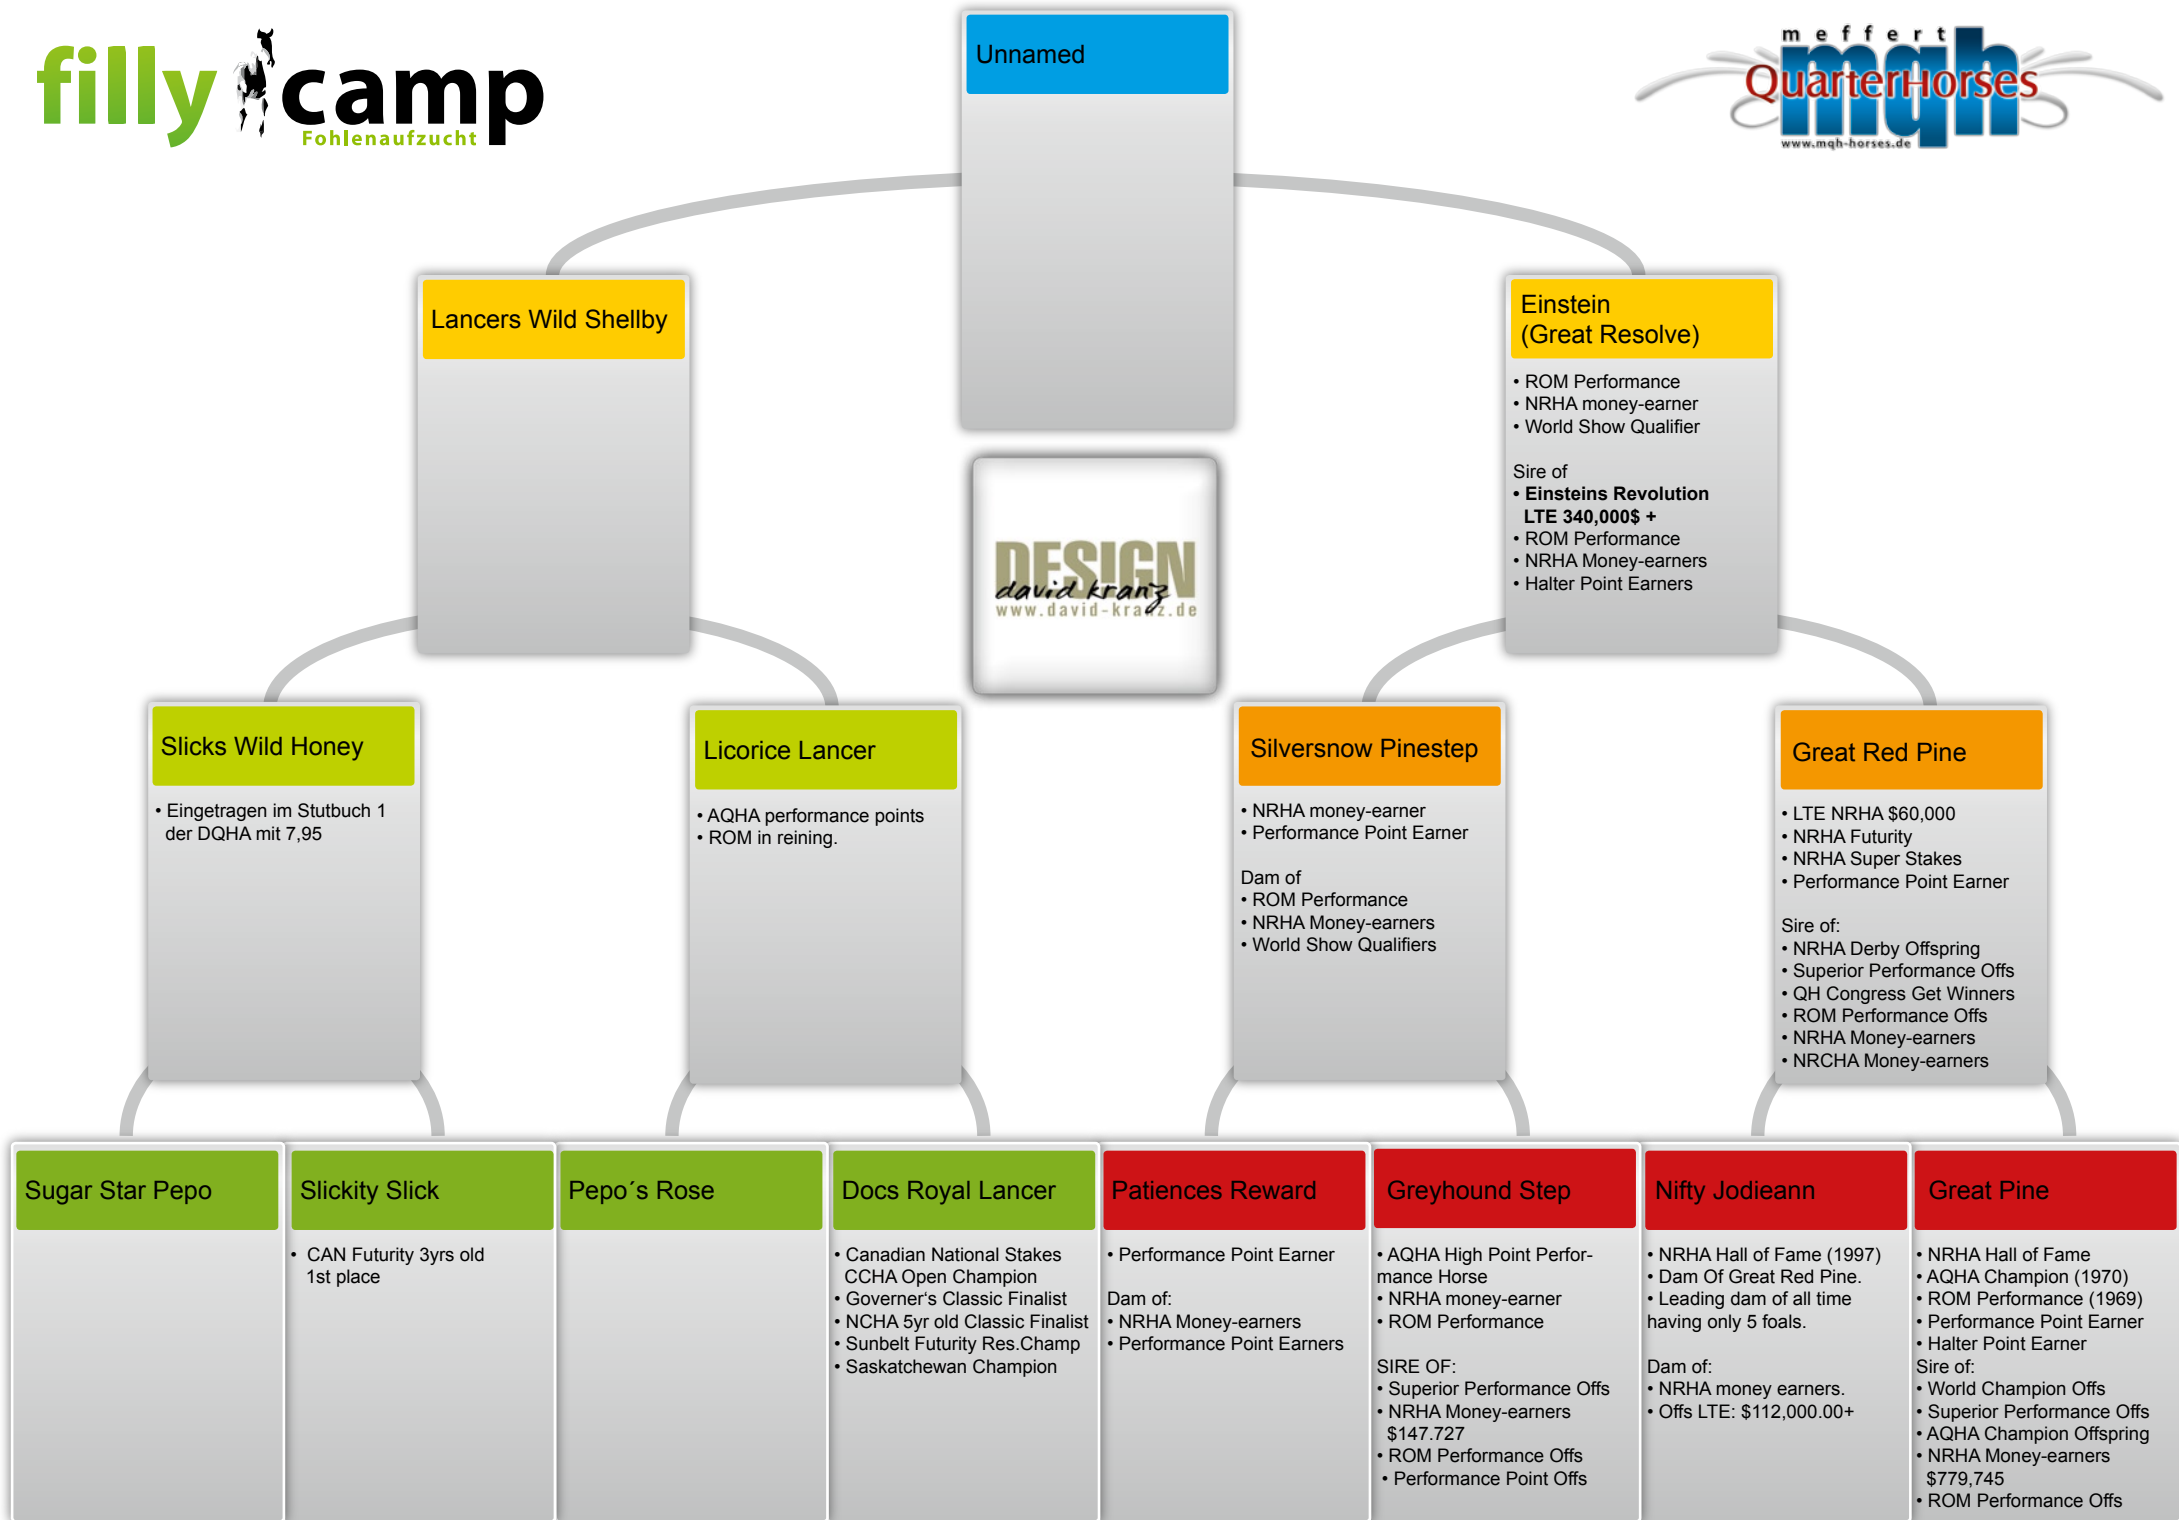 filly camp
Fohlenaufzucht
Unnamed
meffert
QuarterHorses
mqh
www.mqh-horses.de
Lancers Wild Shellby
Einstein
(Great Resolve)
• ROM Performance
• NRHA money-earner
• World Show Qualifier
Sire of
• Einsteins Revolution
LTE 340,000$ +
• ROM Performance
• NRHA Money-earners
• Halter Point Earners
DESIGN
david kranz
www.david-kranz.de
Slicks Wild Honey
• Eingetragen im Stutbuch 1
der DQHA mit 7,95
Licorice Lancer
• AQHA performance points
• ROM in reining.
Silversnow Pinestep
• NRHA money-earner
• Performance Point Earner
Dam of
• ROM Performance
• NRHA Money-earners
• World Show Qualifiers
Great Red Pine
• LTE NRHA $60,000
• NRHA Futurity
• NRHA Super Stakes
• Performance Point Earner
Sire of:
• NRHA Derby Offspring
• Superior Performance Offs
• QH Congress Get Winners
• ROM Performance Offs
• NRHA Money-earners
• NRCHA Money-earners
Sugar Star Pepo
Slickity Slick
• CAN Futurity 3yrs old
1st place
Pepo´s Rose
Docs Royal Lancer
• Canadian National Stakes
CCHA Open Champion
• Governer‘s Classic Finalist
• NCHA 5yr old Classic Finalist
• Sunbelt Futurity Res.Champ
• Saskatchewan Champion
Patiences Reward
• Performance Point Earner
Dam of:
• NRHA Money-earners
• Performance Point Earners
Greyhound Step
• AQHA High Point Perfor-
mance Horse
• NRHA money-earner
• ROM Performance
SIRE OF:
• Superior Performance Offs
• NRHA Money-earners
$147.727
• ROM Performance Offs
• Performance Point Offs
Nifty Jodieann
• NRHA Hall of Fame (1997)
• Dam Of Great Red Pine.
• Leading dam of all time
having only 5 foals.
Dam of:
• NRHA money earners.
• Offs LTE: $112,000.00+
Great Pine
• NRHA Hall of Fame
• AQHA Champion (1970)
• ROM Performance (1969)
• Performance Point Earner
• Halter Point Earner
Sire of:
• World Champion Offs
• Superior Performance Offs
• AQHA Champion Offspring
• NRHA Money-earners
$779,745
• ROM Performance Offs